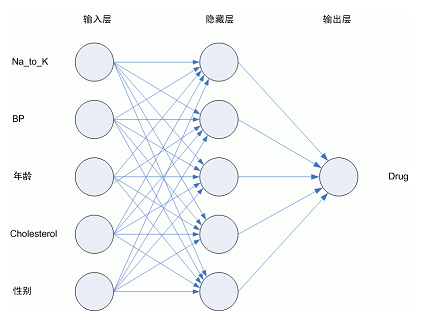 输入层 隐藏层 输出层
Na_to_K
BP
年龄
Drug
Cholesterol
性别